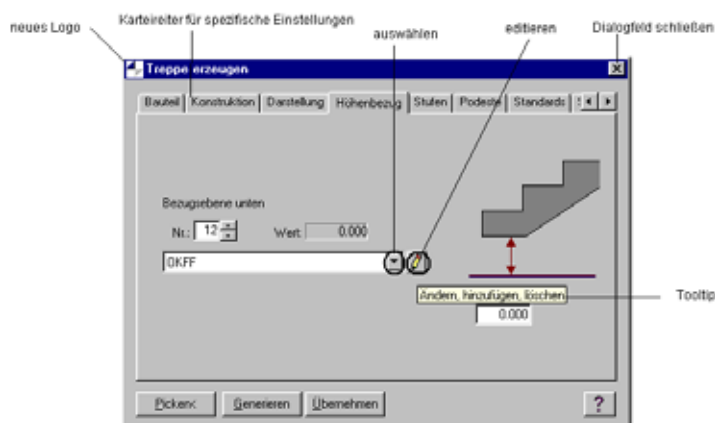 neues Logo
Karteireiter für spezifische Einstellungen
auswählen
editieren
Dialogfeld schließen
Treppe erzeugen
Bauteil Konstruktion Darstellung Höhenbezug Stufen Podeste Standards
Bezugsebene unten
Nr.: 12 Wert: 0.000
OKFF
Ändern, hinzufügen, löschen
Tooltip
0.000
Picken< Generieren Übernehmen ?